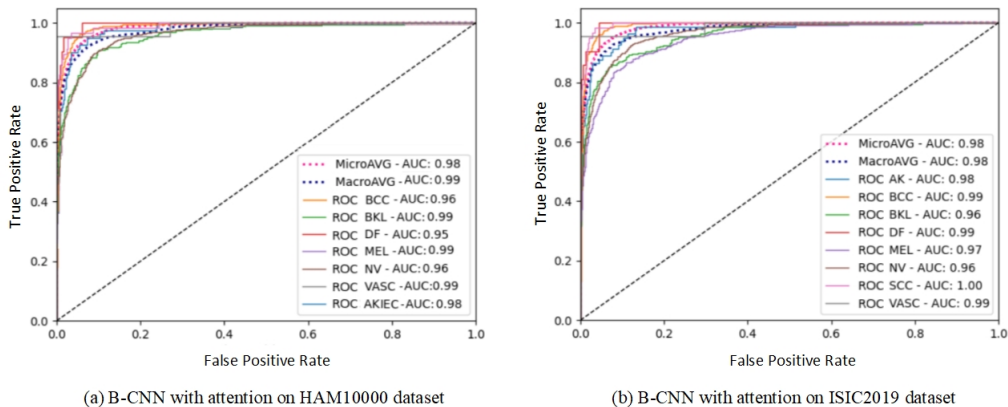 True Positive Rate
1.0
0.8
0.6
0.4
0.2
0.0
MicroAVG - AUC: 0.98
MacroAVG - AUC: 0.99
ROC BCC - AUC: 0.96
ROC BKL - AUC: 0.99
ROC DF - AUC: 0.95
ROC MEL - AUC: 0.99
ROC NV - AUC: 0.96
ROC VASC - AUC:0.99
ROC AKIEC-AUC: 0.98
0.0 0.2 0.4 0.6 0.8 1.0
False Positive Rate
(a) B-CNN with attention on HAM10000 dataset
True Positive Rate
1.0
0.8
0.6
0.4
0.2
0.0
MicroAVG - AUC: 0.98
MacroAVG - AUC: 0.98
ROC AK - AUC: 0.98
ROC BCC - AUC: 0.99
ROC BKL - AUC: 0.96
ROC DF - AUC: 0.99
ROC MEL - AUC: 0.97
ROC NV - AUC: 0.96
ROC SCC - AUC: 1.00
ROC VASC - AUC: 0.99
0.0 0.2 0.4 0.6 0.8 1.0
False Positive Rate
(b) B-CNN with attention on ISIC2019 dataset